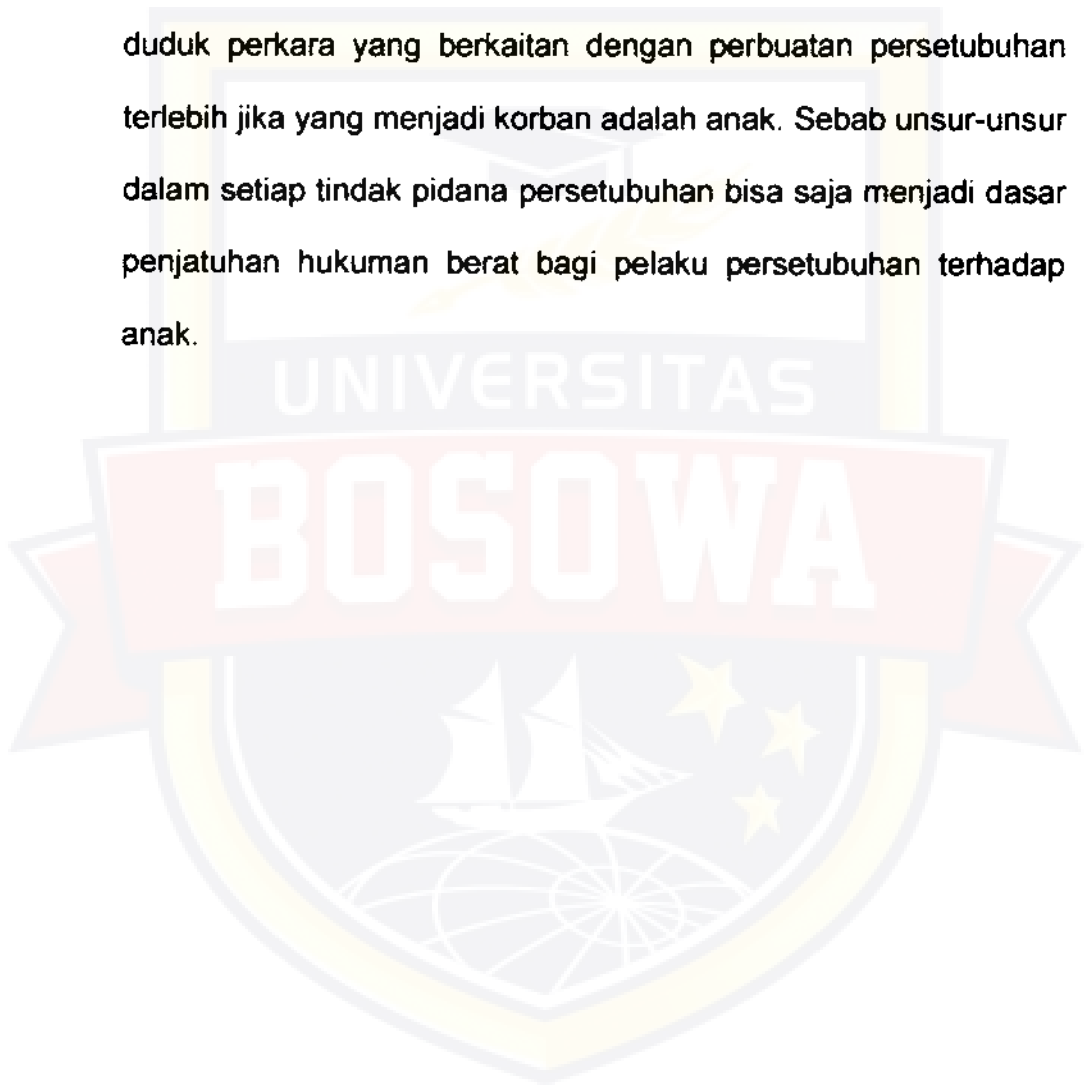 duduk perkara yang berkaitan dengan perbuatan persetubuhan
terlebih jika yang menjadi korban adalah anak. Sebab unsur-unsur
dalam setiap tindak pidana persetubuhan bisa saja menjadi dasar
penjatuhan hukuman berat bagi pelaku persetubuhan terhadap
anak.
UNIVERSITAS
BOSOWA